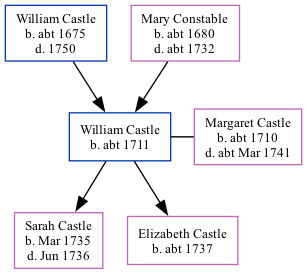 William Castle
b. abt 1675
d. 1750
Mary Constable
b. abt 1680
d. abt 1732
William Castle
b. abt 1711
Margaret Castle
b. abt 1710
d. abt Mar 1741
Sarah Castle
b. Mar 1735
d. Jun 1736
Elizabeth Castle
b. abt 1737